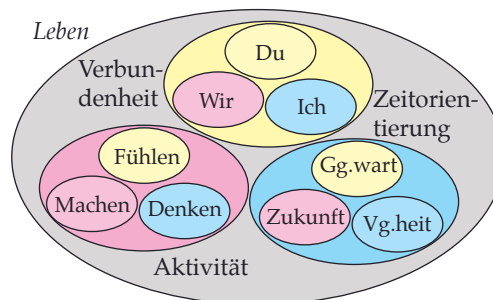 Leben
Du
Verbun-
denheit
Wir
Ich
Zeitorien-
tierung
Fühlen
Gg.wart
Machen
Denken
Zukunft
Vg.heit
Aktivität